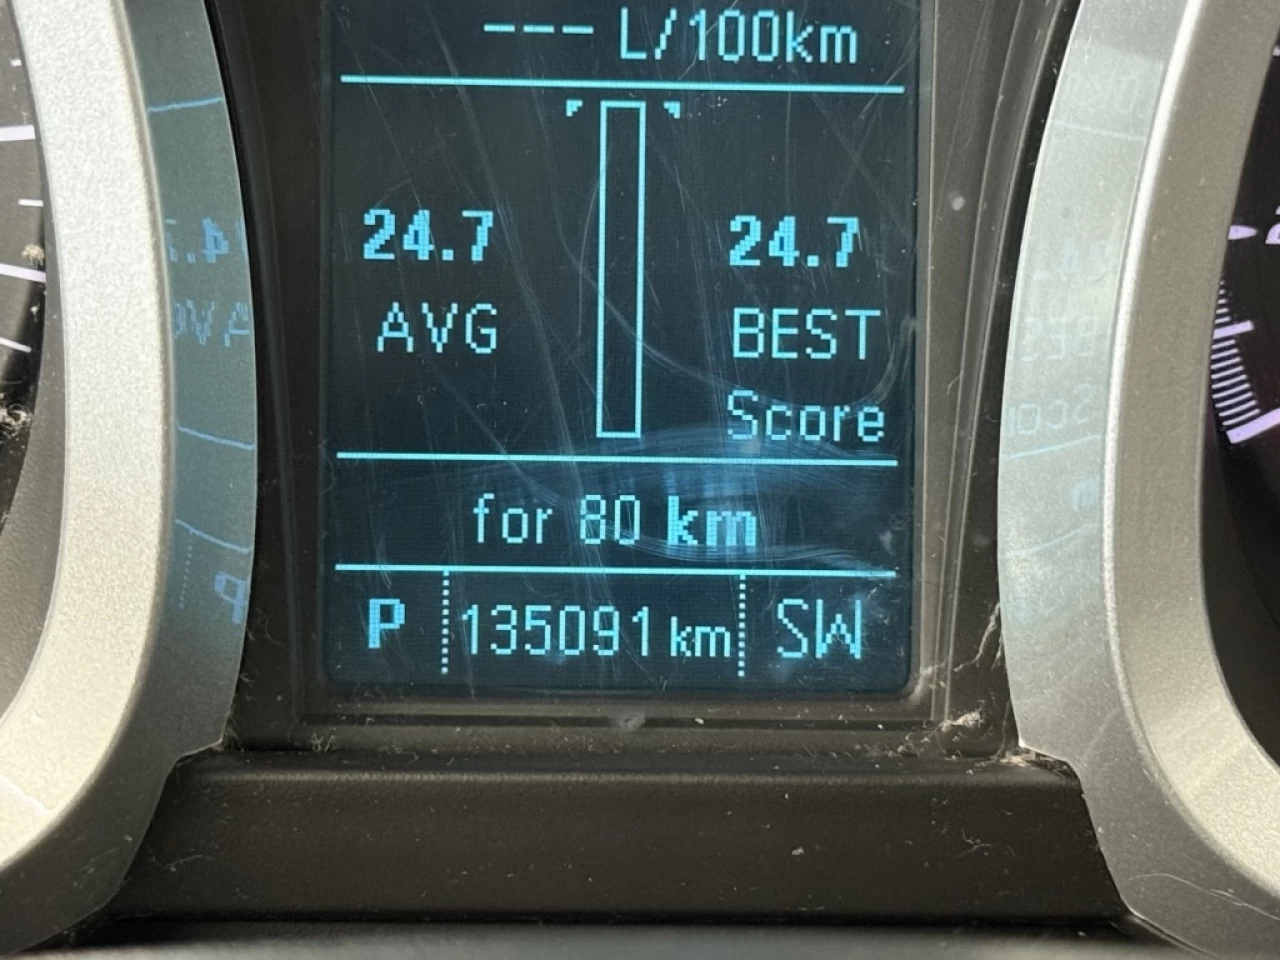 --- L/100km
24.7 24.7
AVG BEST
Score
for 80 km
P 135091 km SW